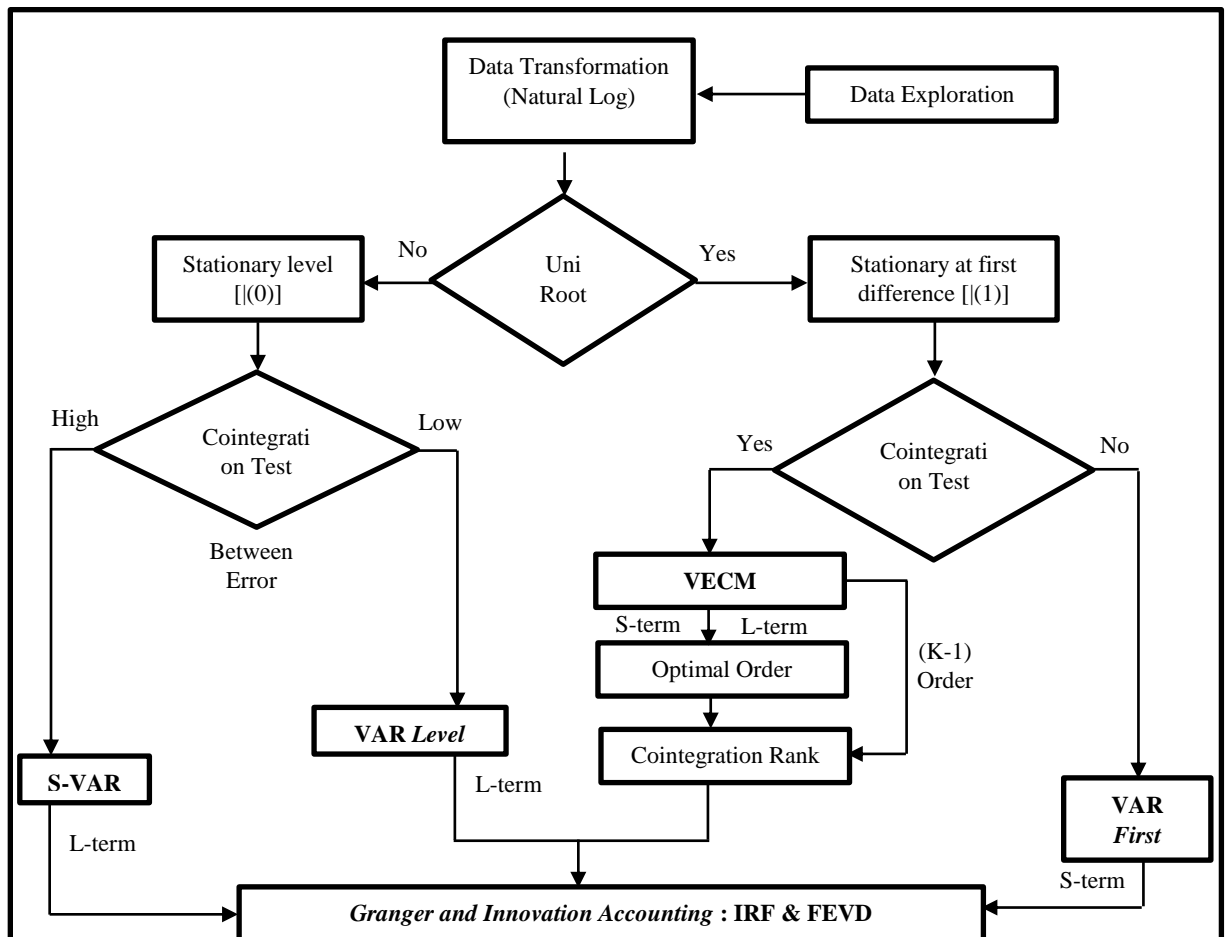 Data Transformation
(Natural Log)
Data Exploration
No
Uni
Root
Yes
Stationary level
[|(0)]
Stationary at first
difference [|(1)]
High
Cointegrati
on Test
Low
Between
Error
Yes
Cointegrati
on Test
No
VECM
S-term
L-term
(K-1)
Order
Optimal Order
Cointegration Rank
VAR Level
S-VAR
L-term
L-term
VAR
First
S-term
Granger and Innovation Accounting : IRF & FEVD